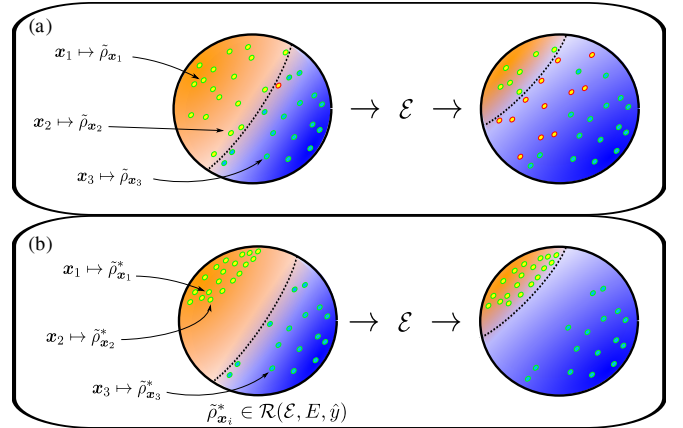 (a)
𝒙₁ ↦ ρ̃_𝒙₁
𝒙₂ ↦ ρ̃_𝒙₂
𝒙₃ ↦ ρ̃_𝒙₃
→ ℰ →
(b)
𝒙₁ ↦ ρ̃*_𝒙₁
𝒙₂ ↦ ρ̃*_𝒙₂
𝒙₃ ↦ ρ̃*_𝒙₃
→ ℰ →
ρ̃*_𝒙ᵢ ∈ ℛ(ℰ, E, ŷ)